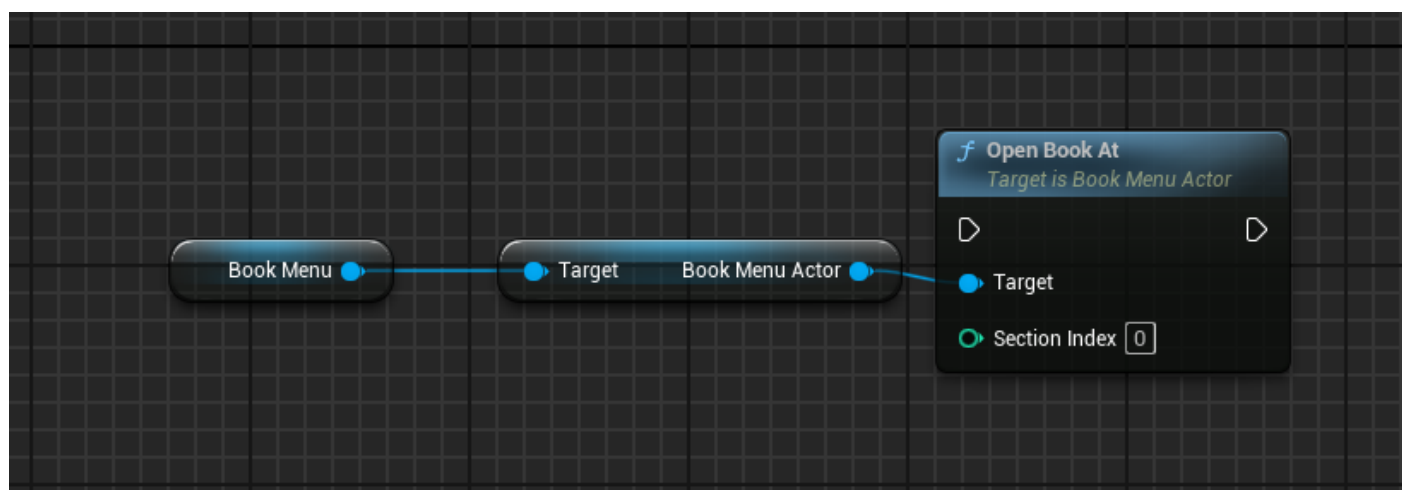 Open Book At
Target is Book Menu Actor
Book Menu
Target Book Menu Actor
Target
Section Index 0